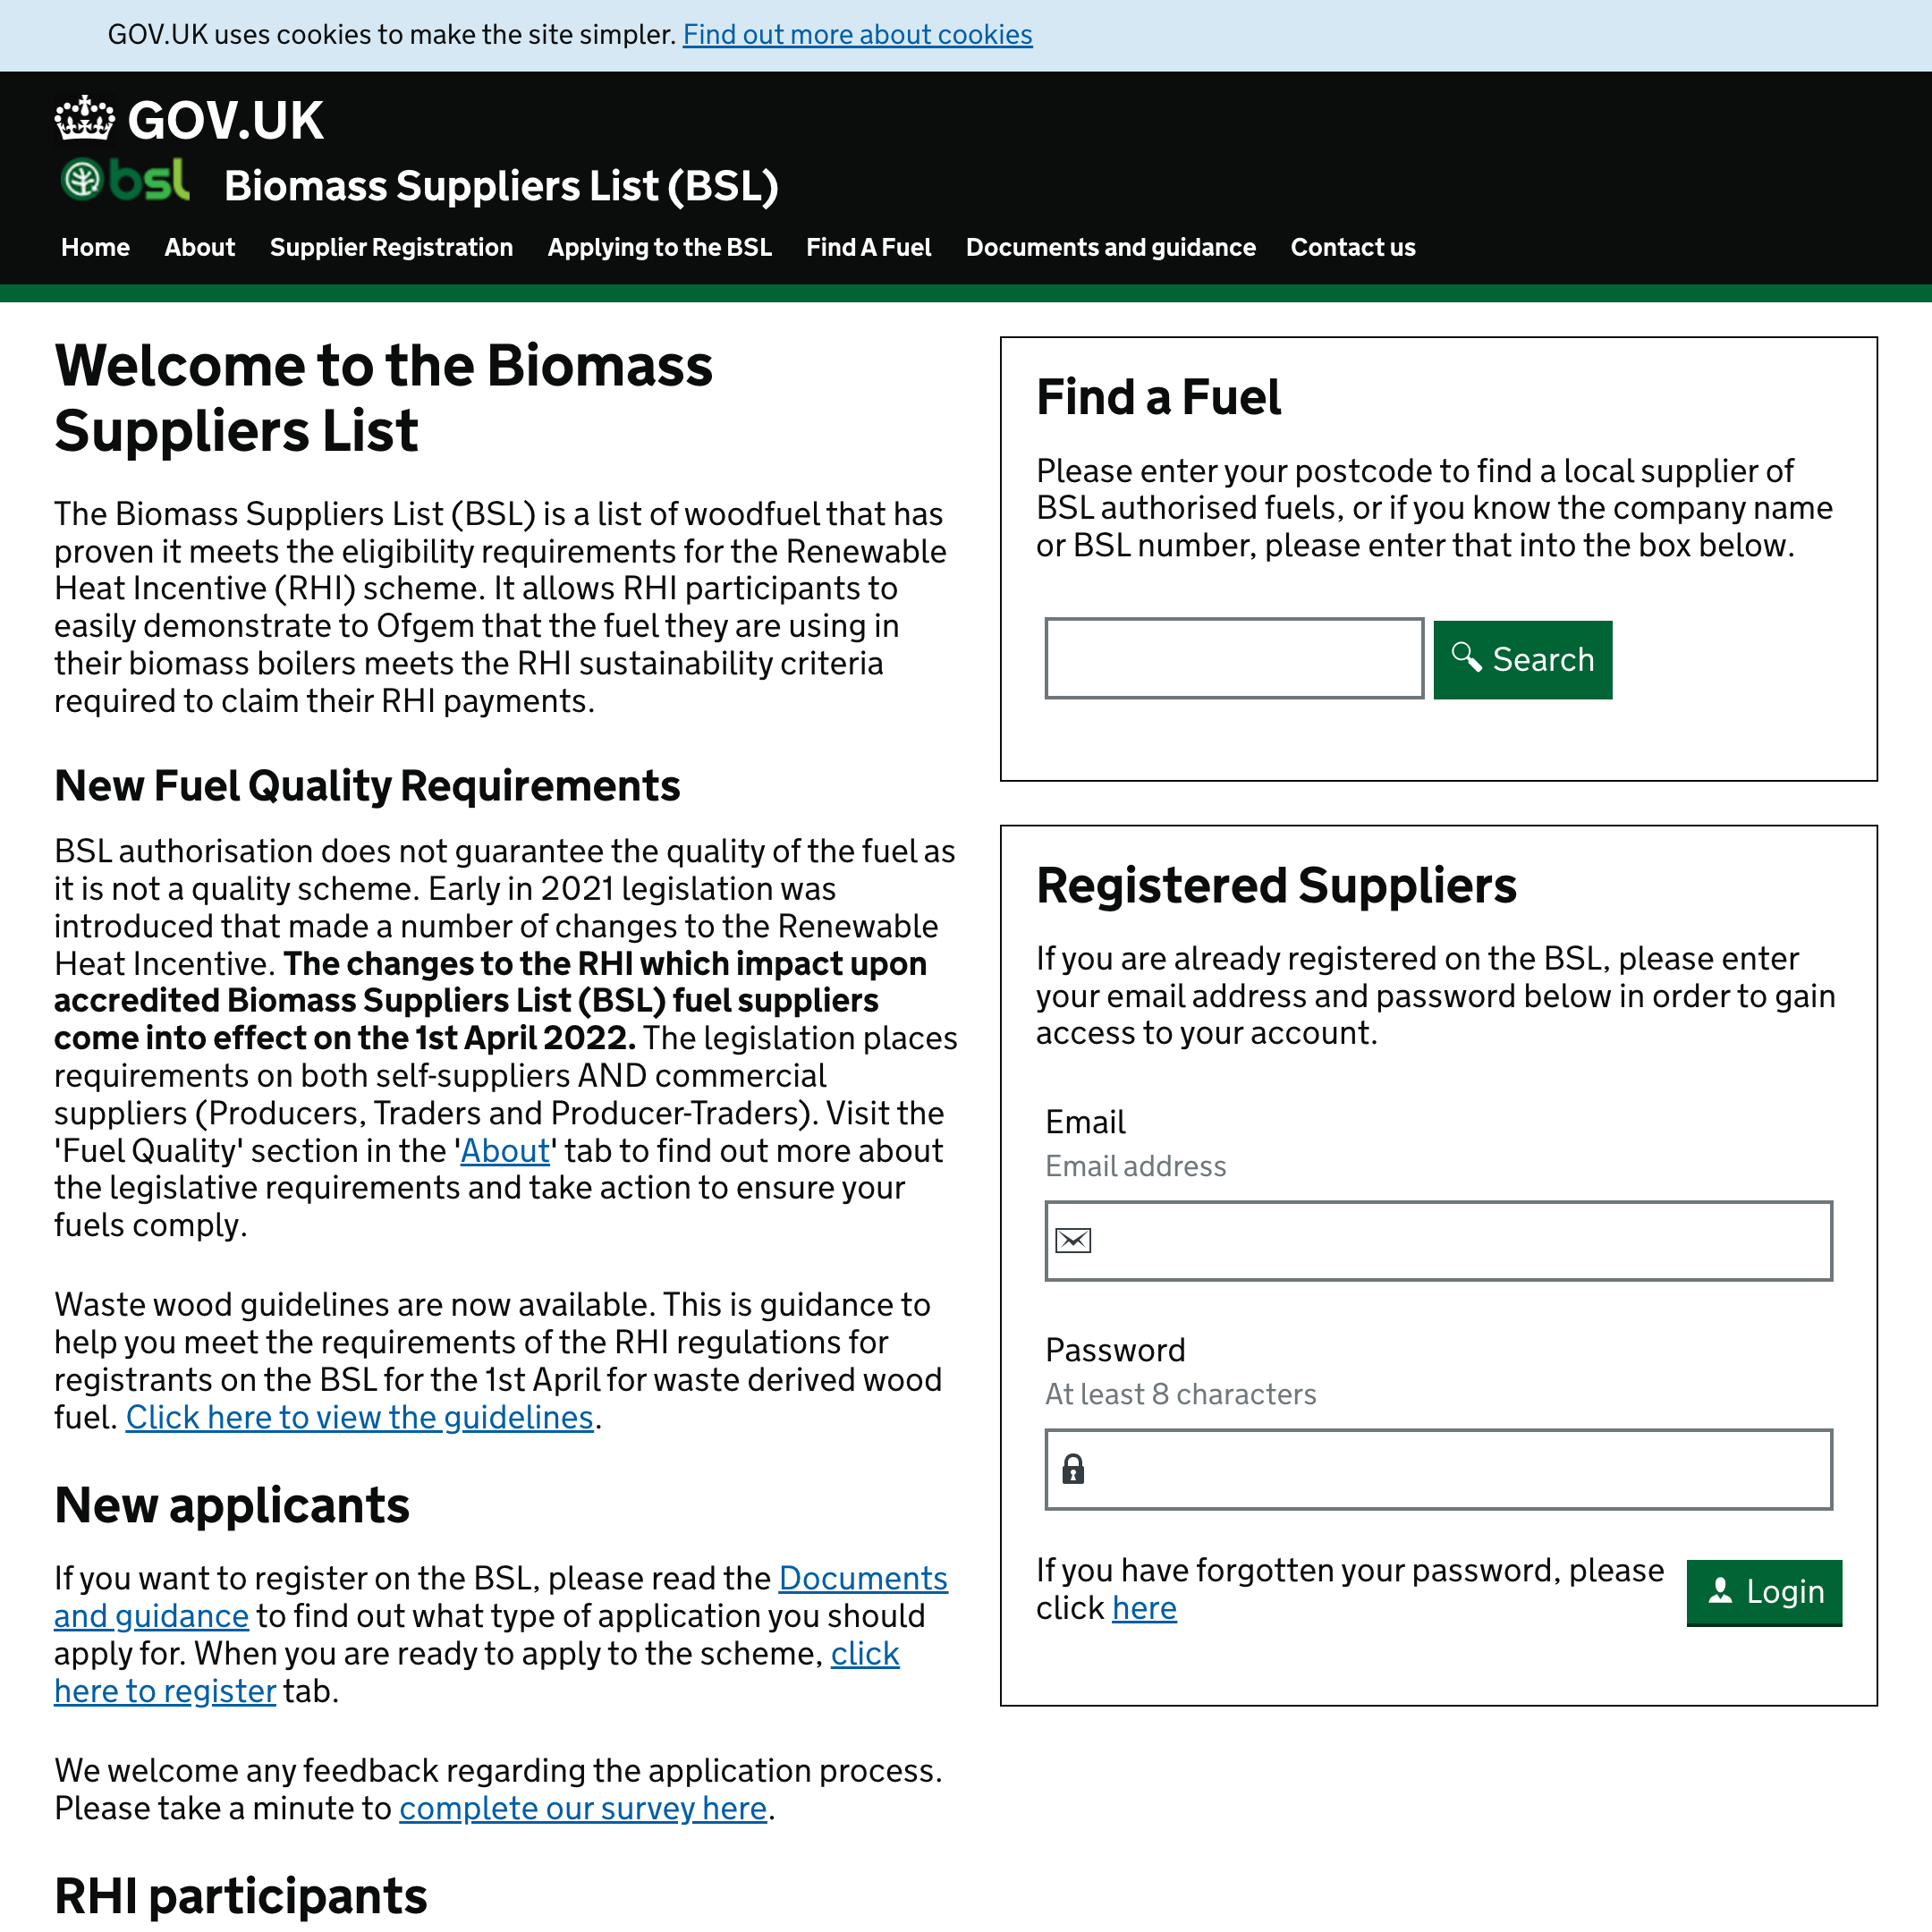 GOV.UK uses cookies to make the site simpler. Find out more about cookies
GOV.UK
bsl Biomass Suppliers List (BSL)
Home About Supplier Registration Applying to the BSL Find A Fuel Documents and guidance Contact us
Welcome to the Biomass
Suppliers List
The Biomass Suppliers List (BSL) is a list of woodfuel that has
proven it meets the eligibility requirements for the Renewable
Heat Incentive (RHI) scheme. It allows RHI participants to
easily demonstrate to Ofgem that the fuel they are using in
their biomass boilers meets the RHI sustainability criteria
required to claim their RHI payments.
New Fuel Quality Requirements
BSL authorisation does not guarantee the quality of the fuel as
it is not a quality scheme. Early in 2021 legislation was
introduced that made a number of changes to the Renewable
Heat Incentive. The changes to the RHI which impact upon
accredited Biomass Suppliers List (BSL) fuel suppliers
come into effect on the 1st April 2022. The legislation places
requirements on both self-suppliers AND commercial
suppliers (Producers, Traders and Producer-Traders). Visit the
'Fuel Quality' section in the 'About' tab to find out more about
the legislative requirements and take action to ensure your
fuels comply.
Waste wood guidelines are now available. This is guidance to
help you meet the requirements of the RHI regulations for
registrants on the BSL for the 1st April for waste derived wood
fuel. Click here to view the guidelines.
New applicants
If you want to register on the BSL, please read the Documents
and guidance to find out what type of application you should
apply for. When you are ready to apply to the scheme, click
here to register tab.
We welcome any feedback regarding the application process.
Please take a minute to complete our survey here.
RHI participants
Find a Fuel
Please enter your postcode to find a local supplier of
BSL authorised fuels, or if you know the company name
or BSL number, please enter that into the box below.
Search
Registered Suppliers
If you are already registered on the BSL, please enter
your email address and password below in order to gain
access to your account.
Email
Email address
Password
At least 8 characters
If you have forgotten your password, please
click here
Login